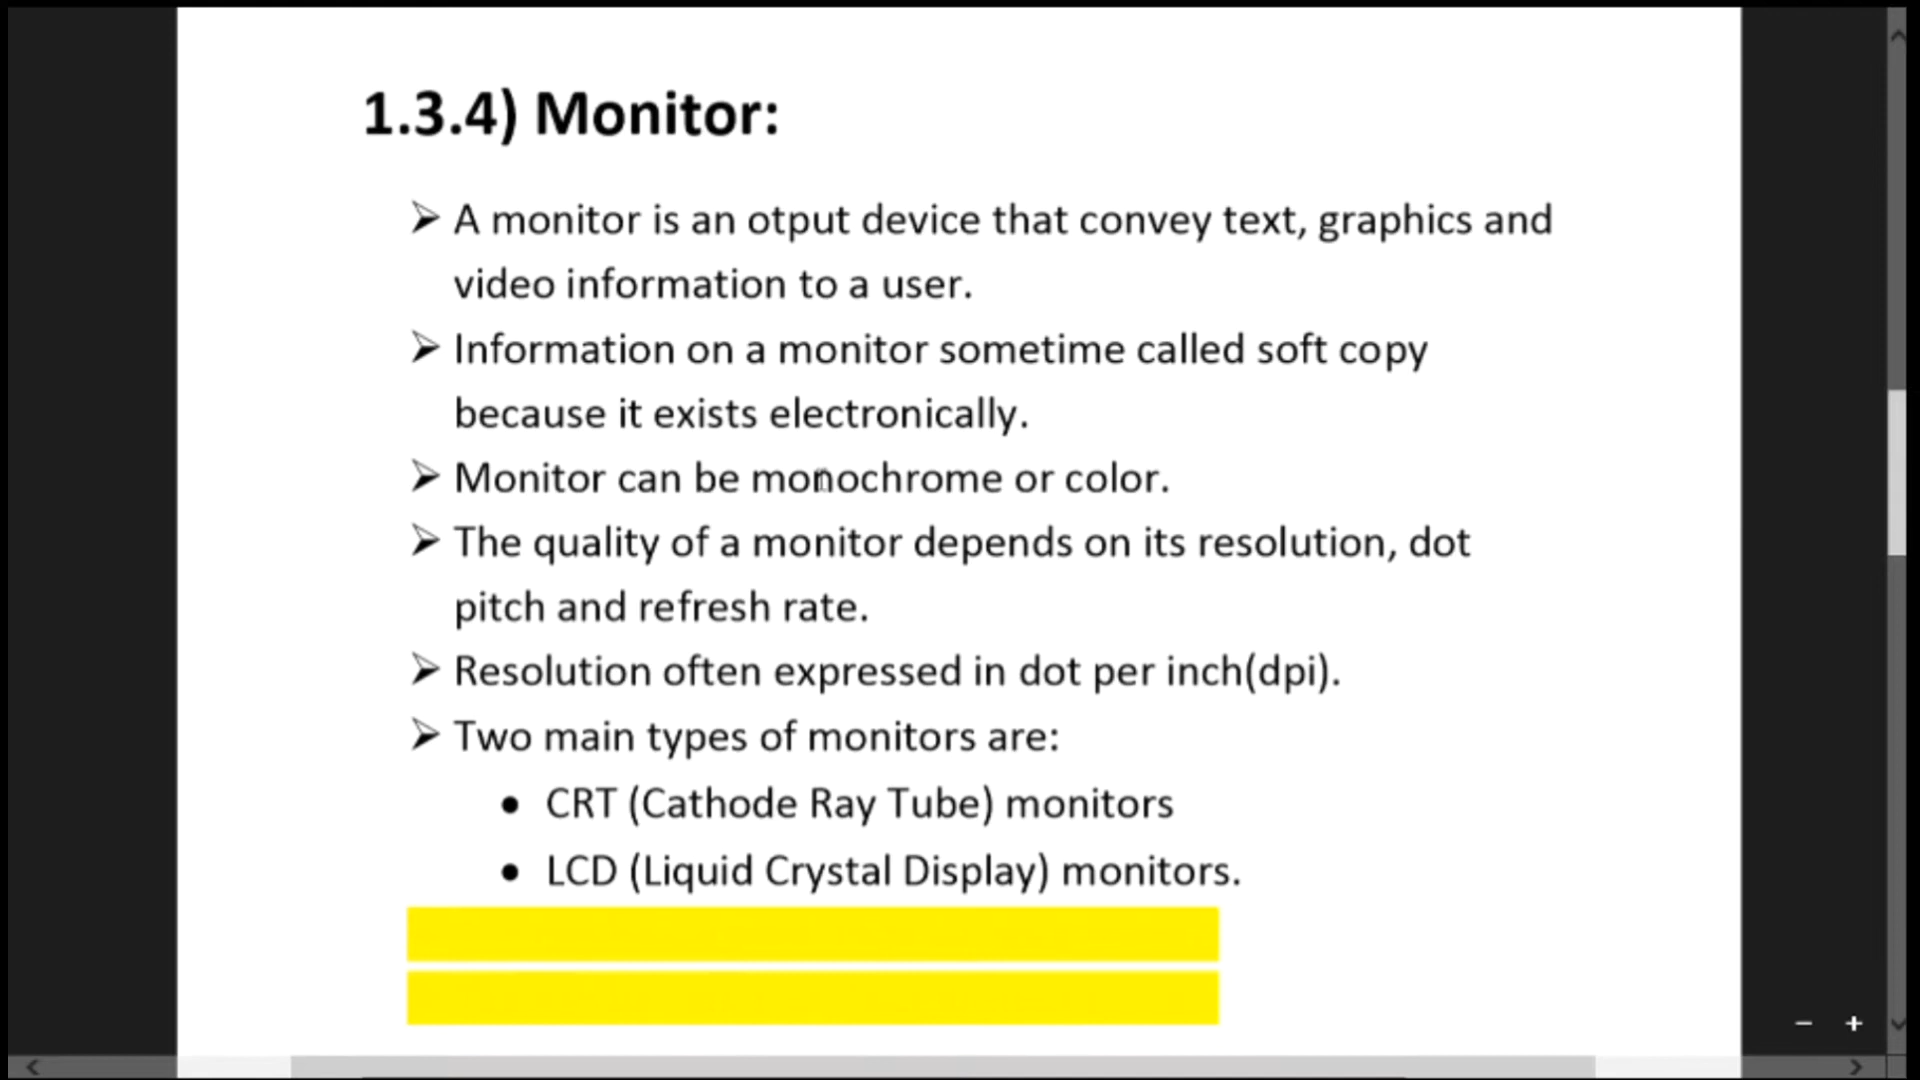 1.3.4) Monitor:
➢ A monitor is an otput device that convey text, graphics and
video information to a user.
➢ Information on a monitor sometime called soft copy
because it exists electronically.
➢ Monitor can be monochrome or color.
➢ The quality of a monitor depends on its resolution, dot
pitch and refresh rate.
➢ Resolution often expressed in dot per inch(dpi).
➢ Two main types of monitors are:
• CRT (Cathode Ray Tube) monitors
• LCD (Liquid Crystal Display) monitors.